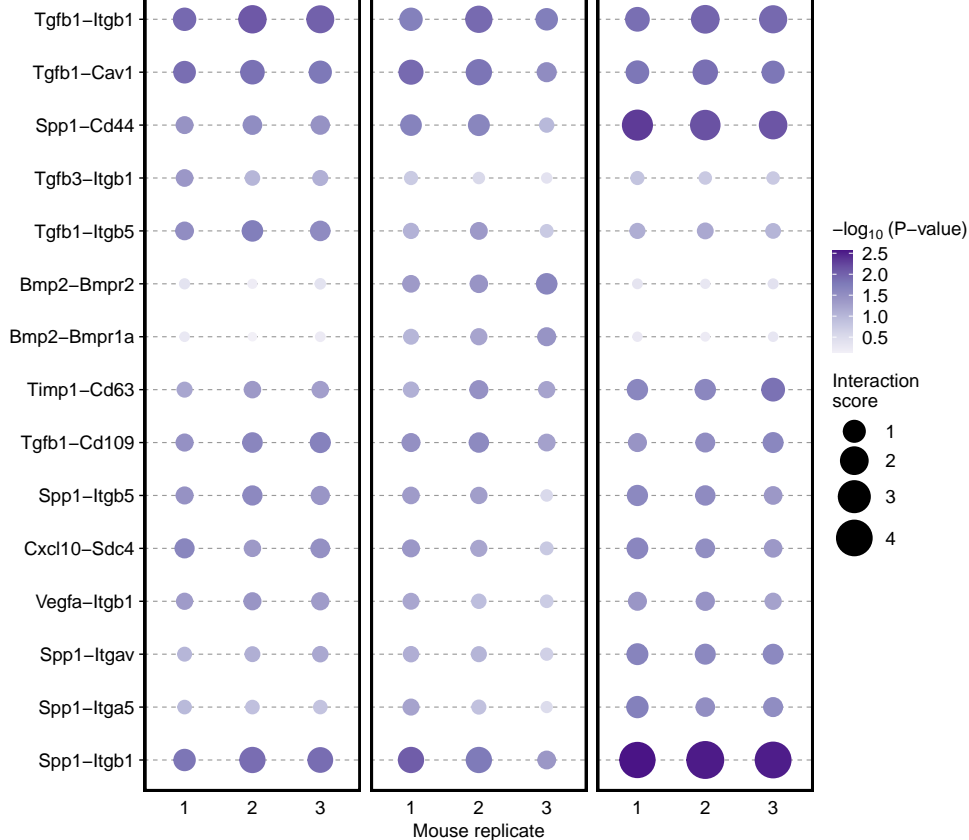 Tgfb1−Itgb1
Tgfb1−Cav1
Spp1−Cd44
Tgfb3−Itgb1
Tgfb1−Itgb5
Bmp2−Bmpr2
Bmp2−Bmpr1a
Timp1−Cd63
Tgfb1−Cd109
Spp1−Itgb5
Cxcl10−Sdc4
Vegfa−Itgb1
Spp1−Itgav
Spp1−Itga5
Spp1−Itgb1
1 2 3 1 2 3 1 2 3
Mouse replicate
−log10 (P−value)
2.5
2.0
1.5
1.0
0.5
Interaction
score
1
2
3
4